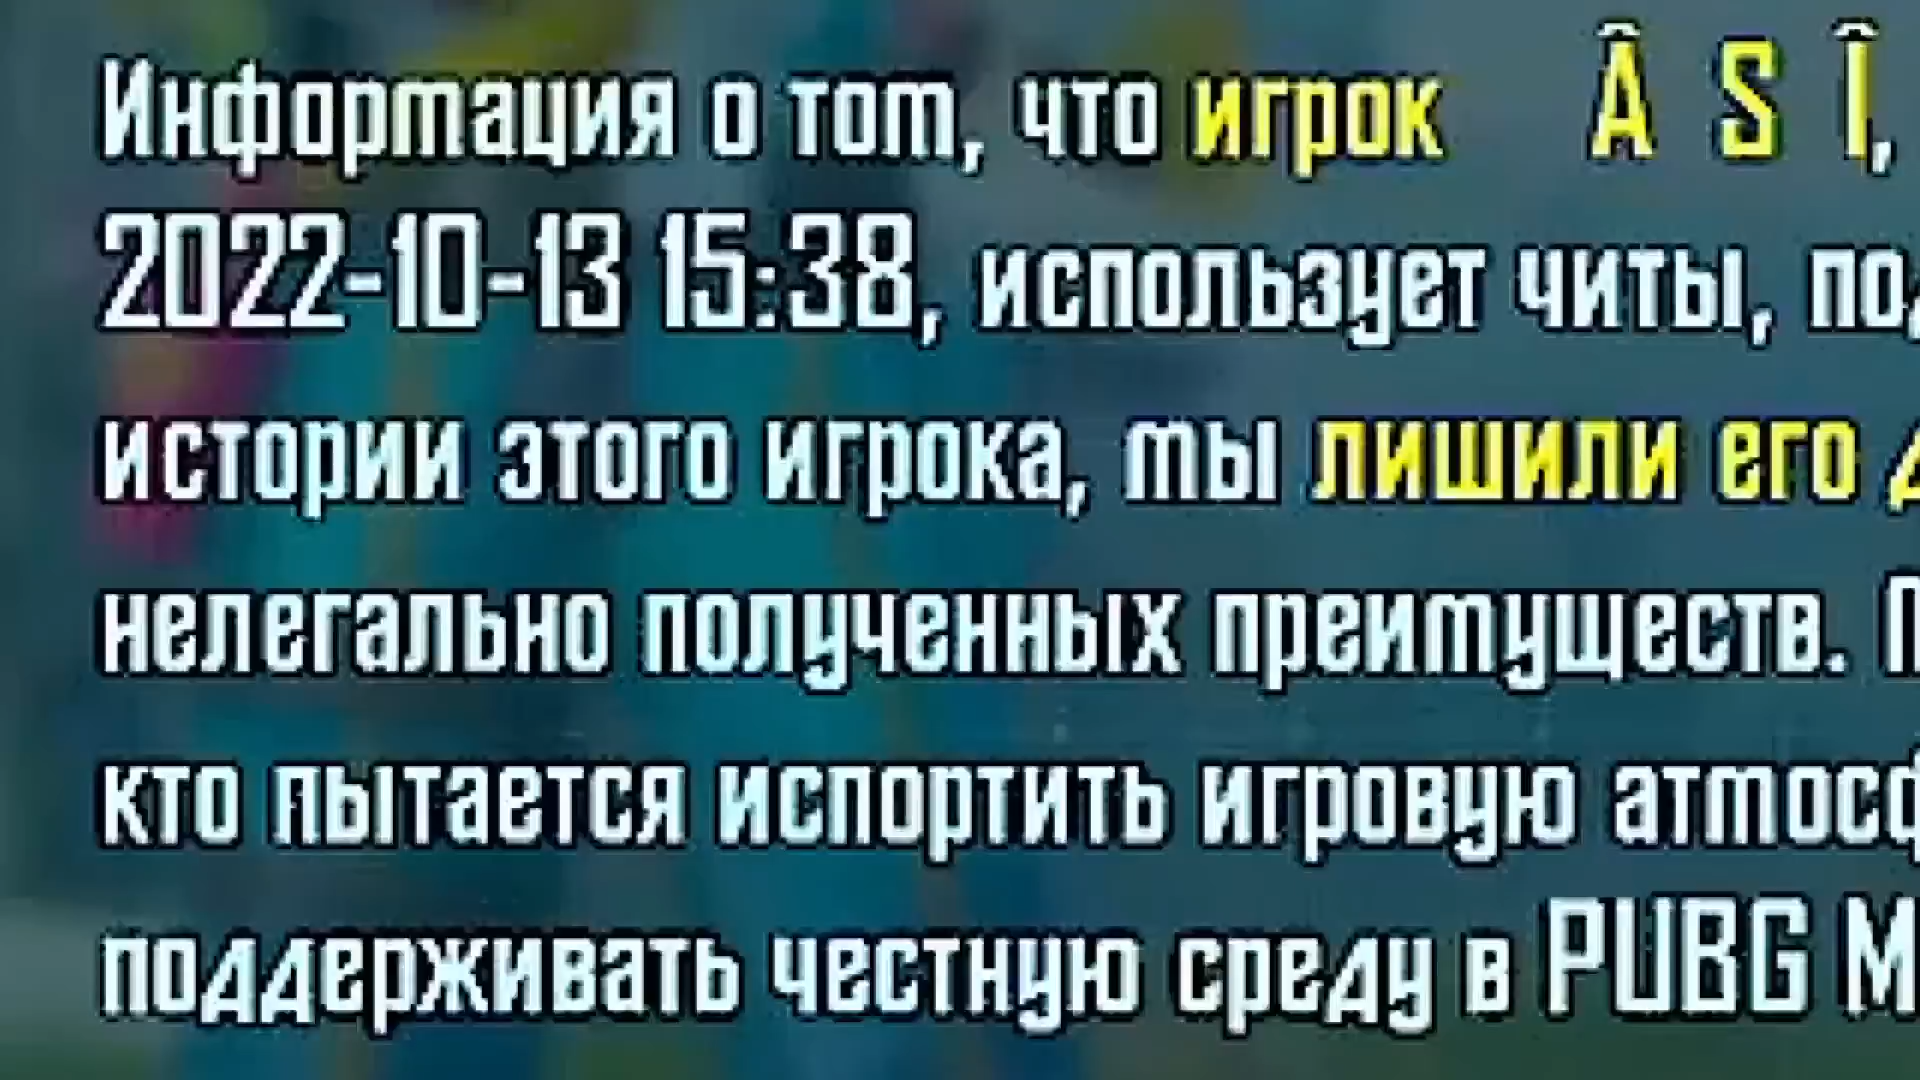 Информация о том, что игрок Â S Î,
2022-10-13 15:38, использует читы, 
истории этого игрока, мы лишили его
нелегально полученных преимуществ.
кто пытается испортить игровую
поддерживать честную среду в PUBG